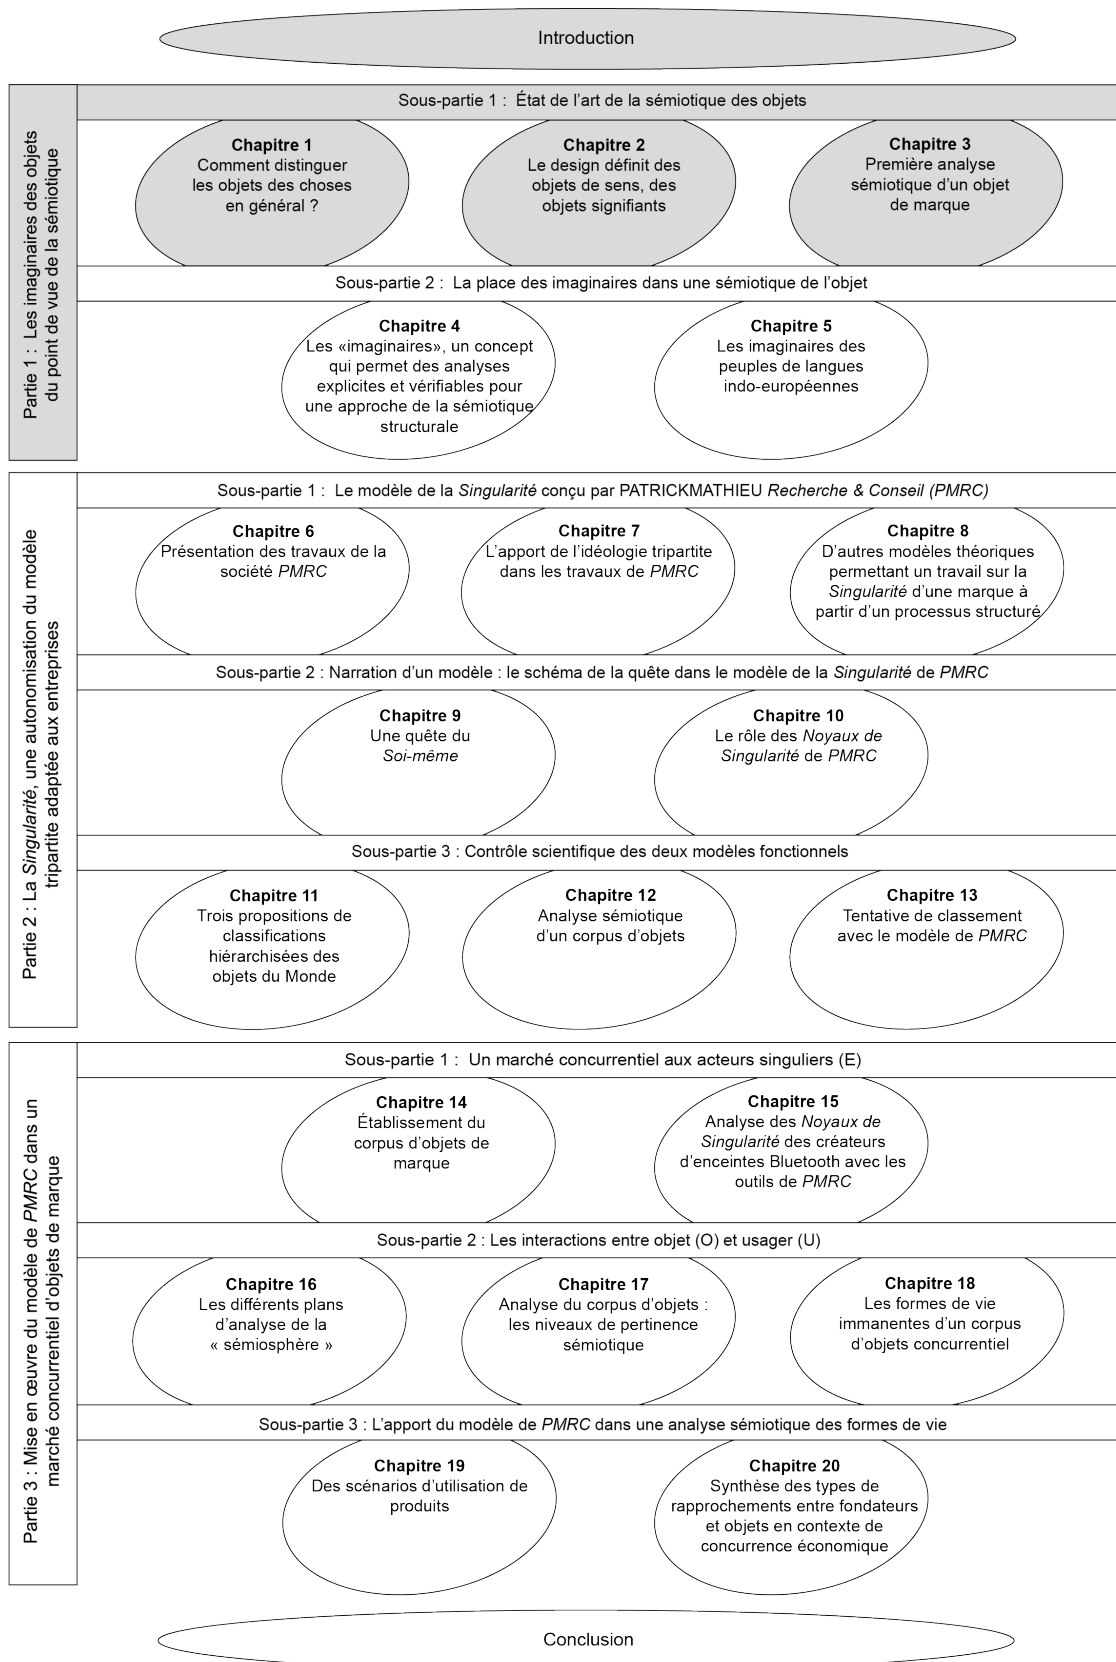 Introduction
Partie 1 : Les imaginaires des objets
du point de vue de la sémiotique
Sous-partie 1 : État de l'art de la sémiotique des objets
Chapitre 1
Comment distinguer
les objets des choses
en général ?
Chapitre 2
Le design définit des
objets de sens, des
objets signifiants
Chapitre 3
Première analyse
sémiotique d'un objet
de marque
Sous-partie 2 : La place des imaginaires dans une sémiotique de l'objet
Chapitre 4
Les «imaginaires», un concept
qui permet des analyses
explicites et vérifiables pour
une approche de la sémiotique
structurale
Chapitre 5
Les imaginaires des
peuples de langues
indo-européennes
Partie 2 : La Singularité, une autonomisation du modèle
tripartite adaptée aux entreprises
Sous-partie 1 : Le modèle de la Singularité conçu par PATRICKMATHIEU Recherche & Conseil (PMRC)
Chapitre 6
Présentation des travaux de la
société PMRC
Chapitre 7
L'apport de l'idéologie tripartite
dans les travaux de PMRC
Chapitre 8
D'autres modèles théoriques
permettant un travail sur la
Singularité d'une marque à
partir d'un processus structuré
Sous-partie 2 : Narration d'un modèle : le schéma de la quête dans le modèle de la Singularité de PMRC
Chapitre 9
Une quête du
Soi-même
Chapitre 10
Le rôle des Noyaux de
Singularité de PMRC
Sous-partie 3 : Contrôle scientifique des deux modèles fonctionnels
Chapitre 11
Trois propositions de
classifications
hiérarchisées des
objets du Monde
Chapitre 12
Analyse sémiotique
d'un corpus d'objets
Chapitre 13
Tentative de classement
avec le modèle de PMRC
Partie 3 : Mise en œuvre du modèle de PMRC dans un
marché concurrentiel d'objets de marque
Sous-partie 1 : Un marché concurrentiel aux acteurs singuliers (E)
Chapitre 14
Établissement du
corpus d'objets de
marque
Chapitre 15
Analyse des Noyaux de
Singularité des créateurs
d'enceintes Bluetooth avec les
outils de PMRC
Sous-partie 2 : Les interactions entre objet (O) et usager (U)
Chapitre 16
Les différents plans
d'analyse de la
« sémiosphère »
Chapitre 17
Analyse du corpus d'objets :
les niveaux de pertinence
sémiotique
Chapitre 18
Les formes de vie
immanentes d'un corpus
d'objets concurrentiel
Sous-partie 3 : L'apport du modèle de PMRC dans une analyse sémiotique des formes de vie
Chapitre 19
Des scénarios d'utilisation de
produits
Chapitre 20
Synthèse des types de
rapprochements entre fondateurs
et objets en contexte de
concurrence économique
Conclusion